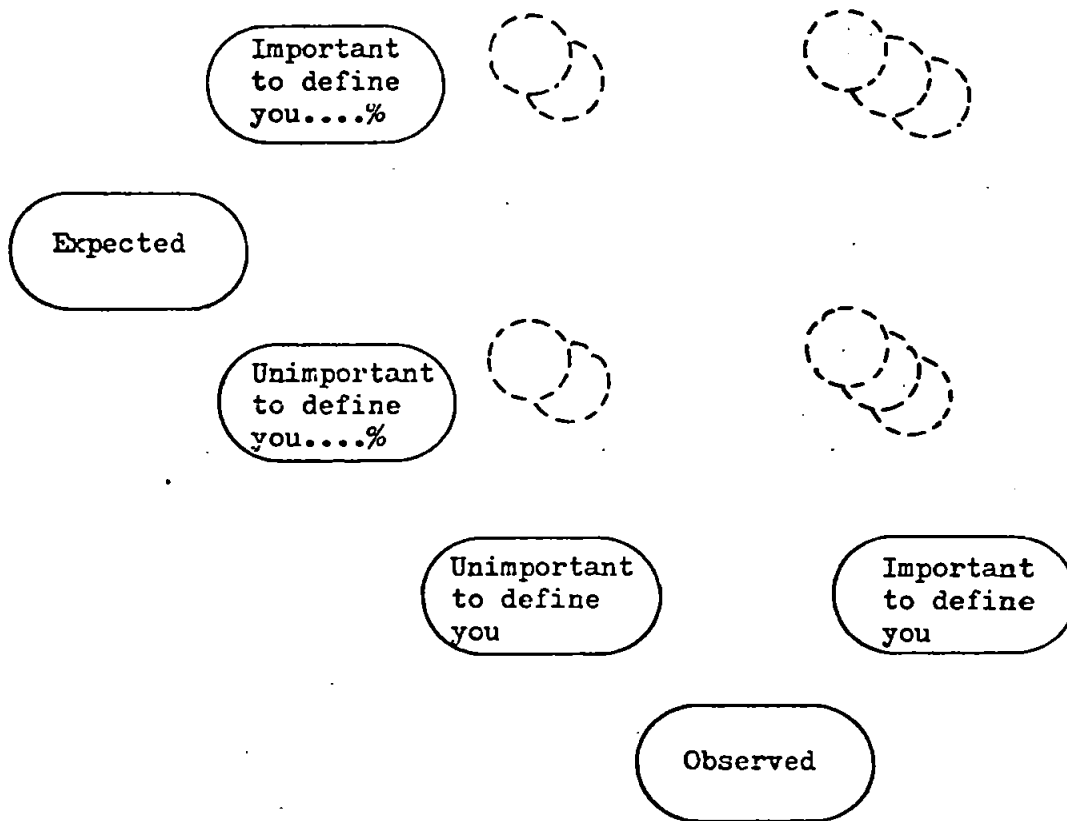 Important
to define
you....%
Expected
Unimportant
to define
you....%
Unimportant
to define
you
Important
to define
you
Observed